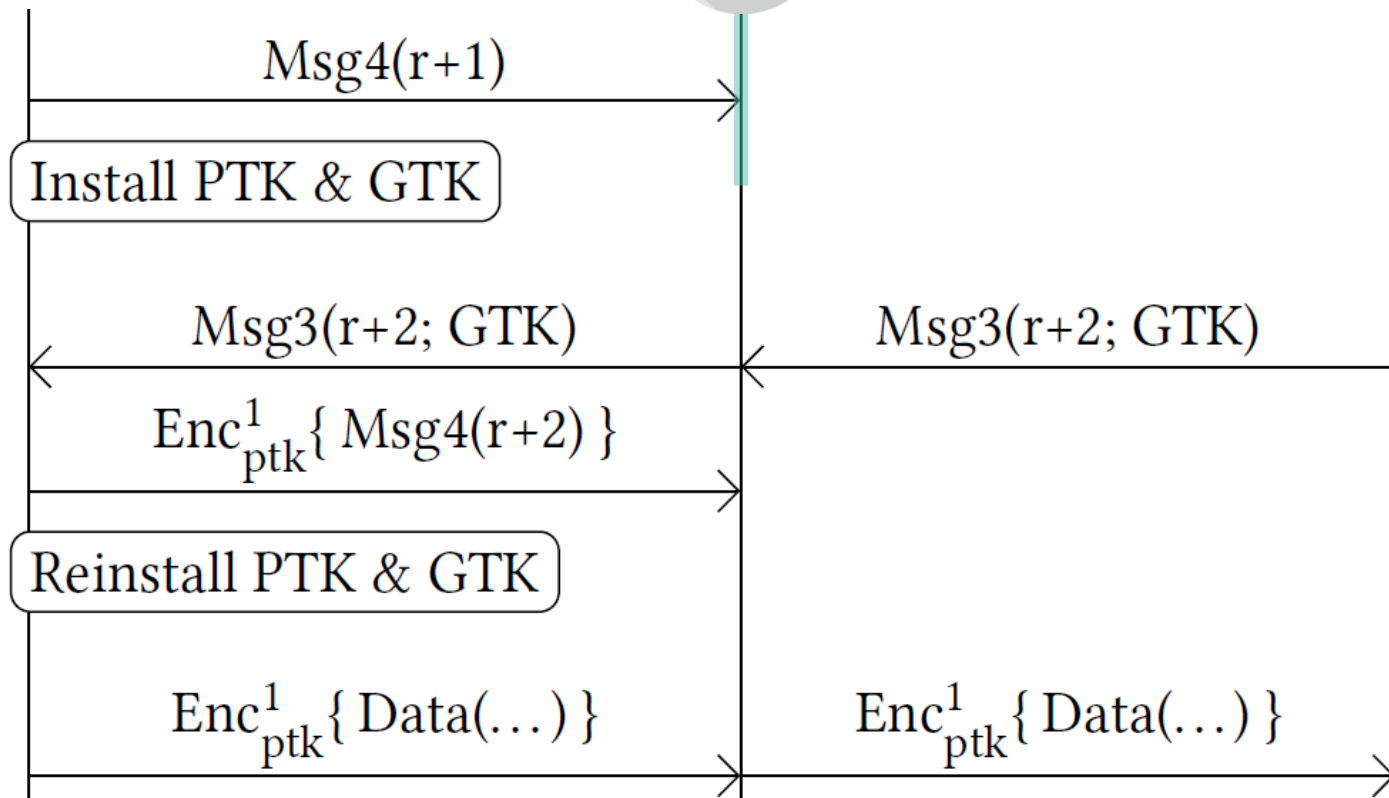 Msg4(r+1)
Install PTK & GTK
Msg3(r+2; GTK) Msg3(r+2; GTK)
Enc¹ptk{ Msg4(r+2) }
Reinstall PTK & GTK
Enc¹ptk{ Data(…) } Enc¹ptk{ Data(…) }